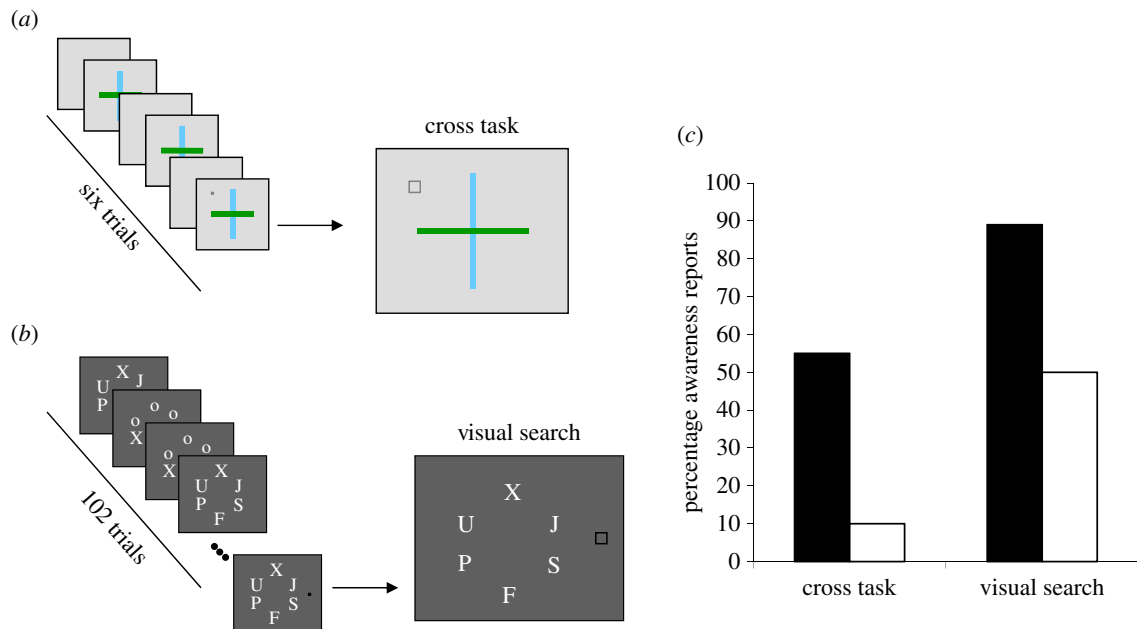 (a)
six trials
cross task
(b)
X
U J
P
o
o o
X
o
o o
X
X
U J
P S
F
X
U J
P S
F
102 trials
visual search
X
U J
P S
F
(c)
percentage awareness reports
100
90
80
70
60
50
40
30
20
10
0
cross task visual search